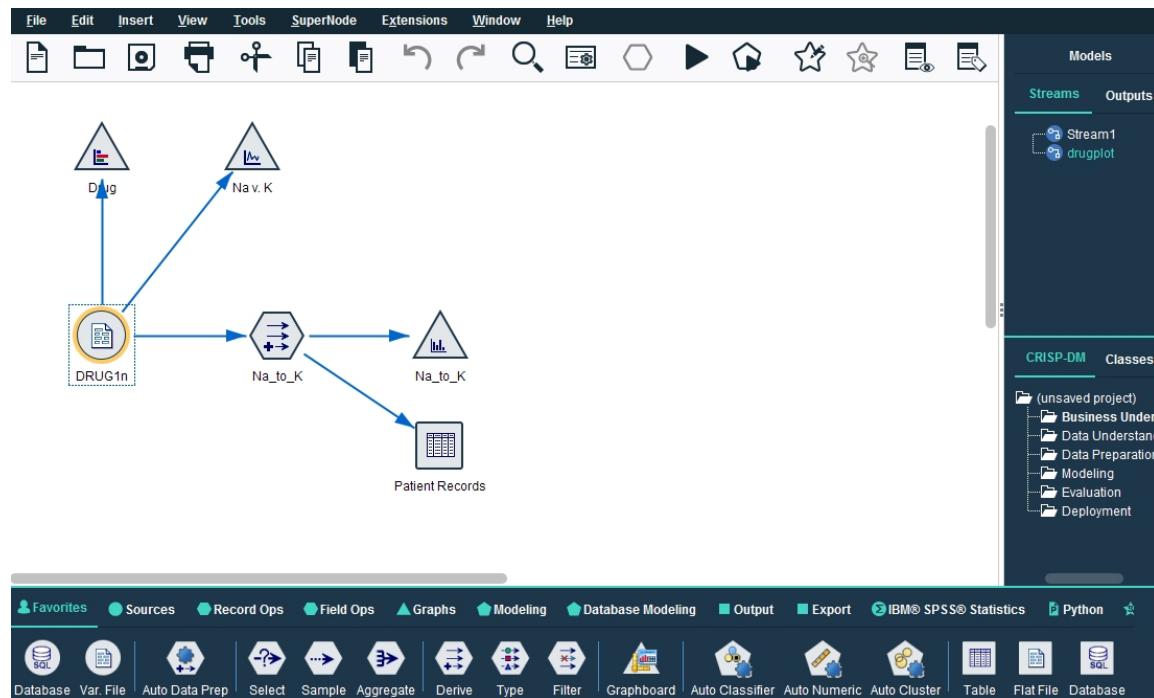 File Edit Insert View Tools SuperNode Extensions Window Help
Models
Streams Outputs
Stream1
drugplot
Drug
Na v. K
DRUG1n
Na_to_K
Na_to_K
Patient Records
CRISP-DM Classes
(unsaved project)
Business Under
Data Understan
Data Preparation
Modeling
Evaluation
Deployment
Favorites Sources Record Ops Field Ops Graphs Modeling Database Modeling Output Export IBM® SPSS® Statistics Python
SQL SQL
Database Var. File Auto Data Prep Select Sample Aggregate Derive Type Filter Graphboard Auto Classifier Auto Numeric Auto Cluster Table Flat File Database